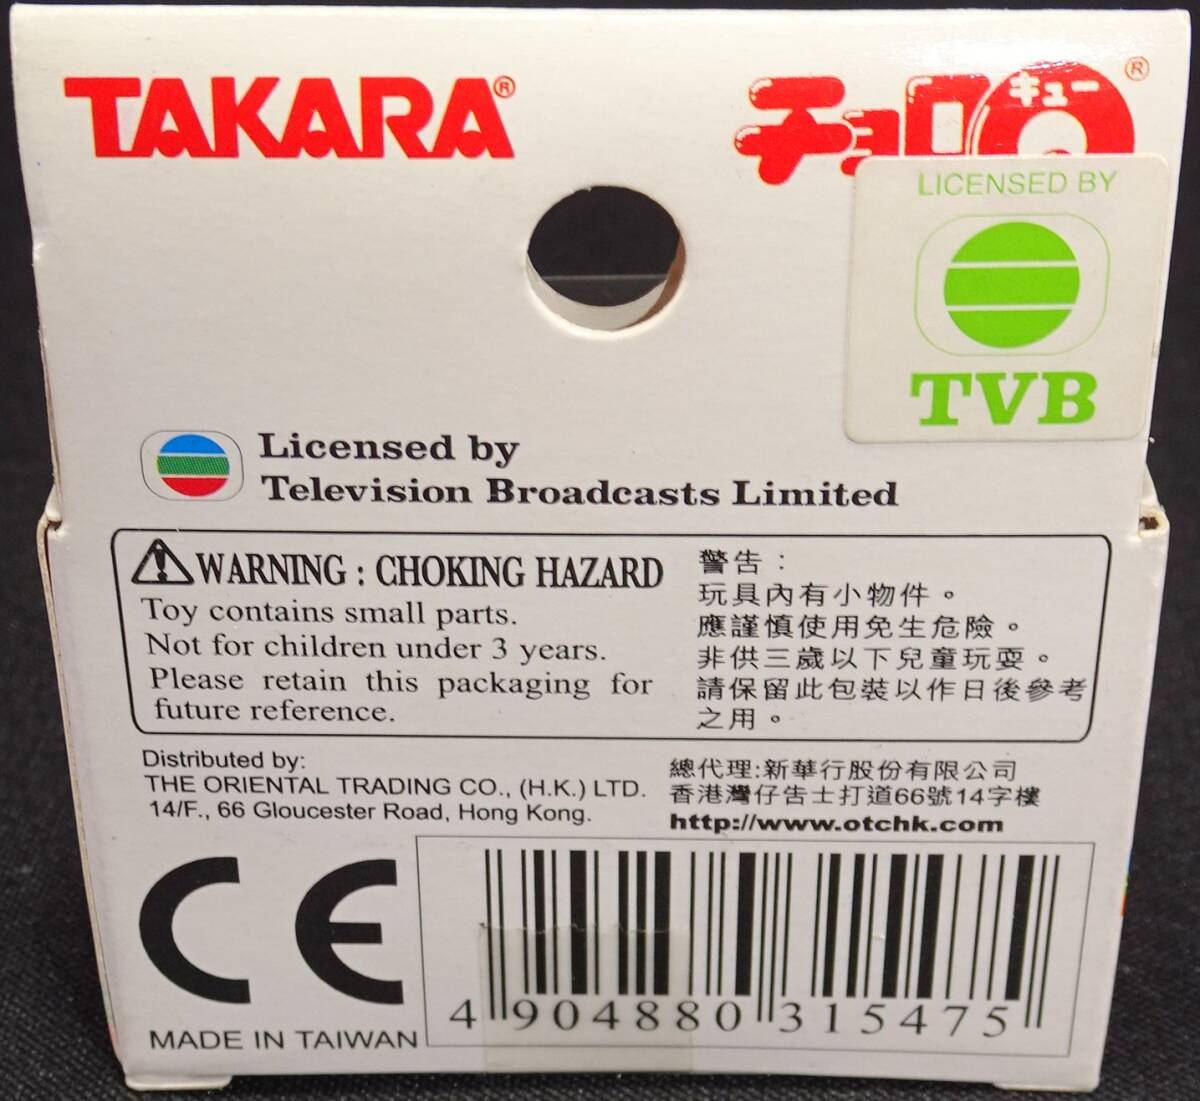 TAKARA®
チョロQ
キュー
®
LICENSED BY
TVB
Licensed by
Television Broadcasts Limited
WARNING : CHOKING HAZARD
Toy contains small parts.
Not for children under 3 years.
Please retain this packaging for
future reference.
警告：
玩具內有小物件。
應謹慎使用免生危險。
非供三歲以下兒童玩耍。
請保留此包裝以作日後參考
之用。
Distributed by:
THE ORIENTAL TRADING CO., (H.K.) LTD.
14/F., 66 Gloucester Road, Hong Kong.
總代理:新華行股份有限公司
香港灣仔告士打道66號14字樓
http://www.otchk.com
CE
MADE IN TAIWAN
4 904880 315475